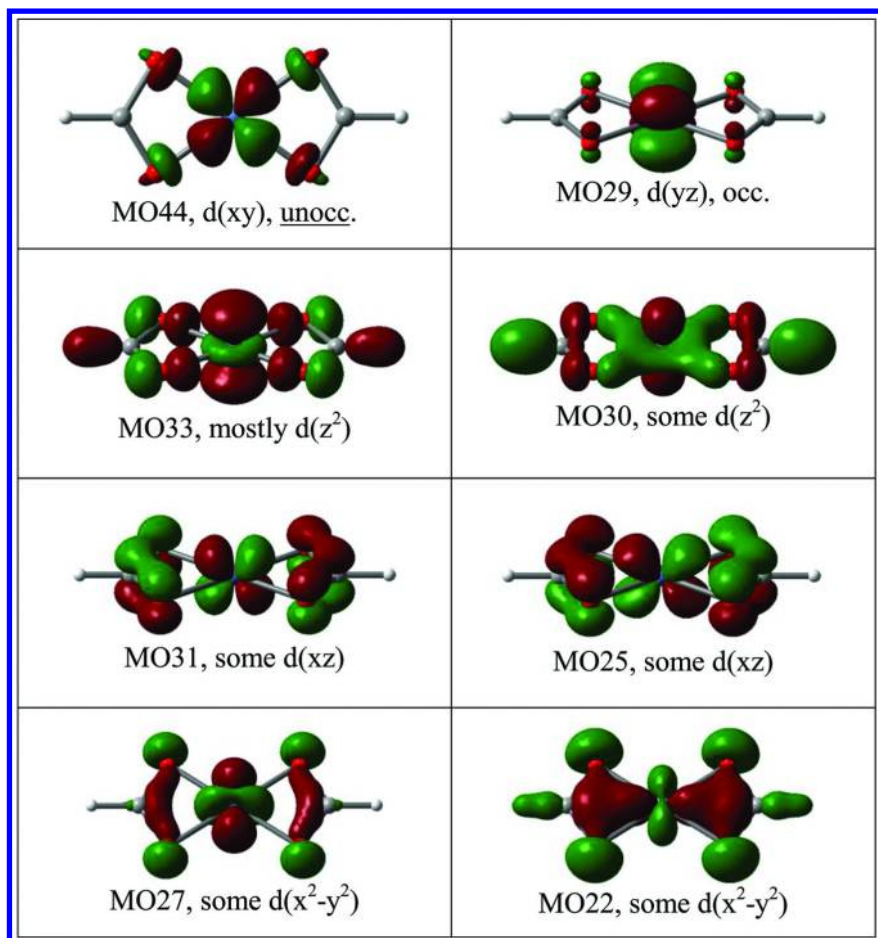 MO44, d(xy), unocc.
MO29, d(yz), occ.
MO33, mostly d(z²)
MO30, some d(z²)
MO31, some d(xz)
MO25, some d(xz)
MO27, some d(x²-y²)
MO22, some d(x²-y²)